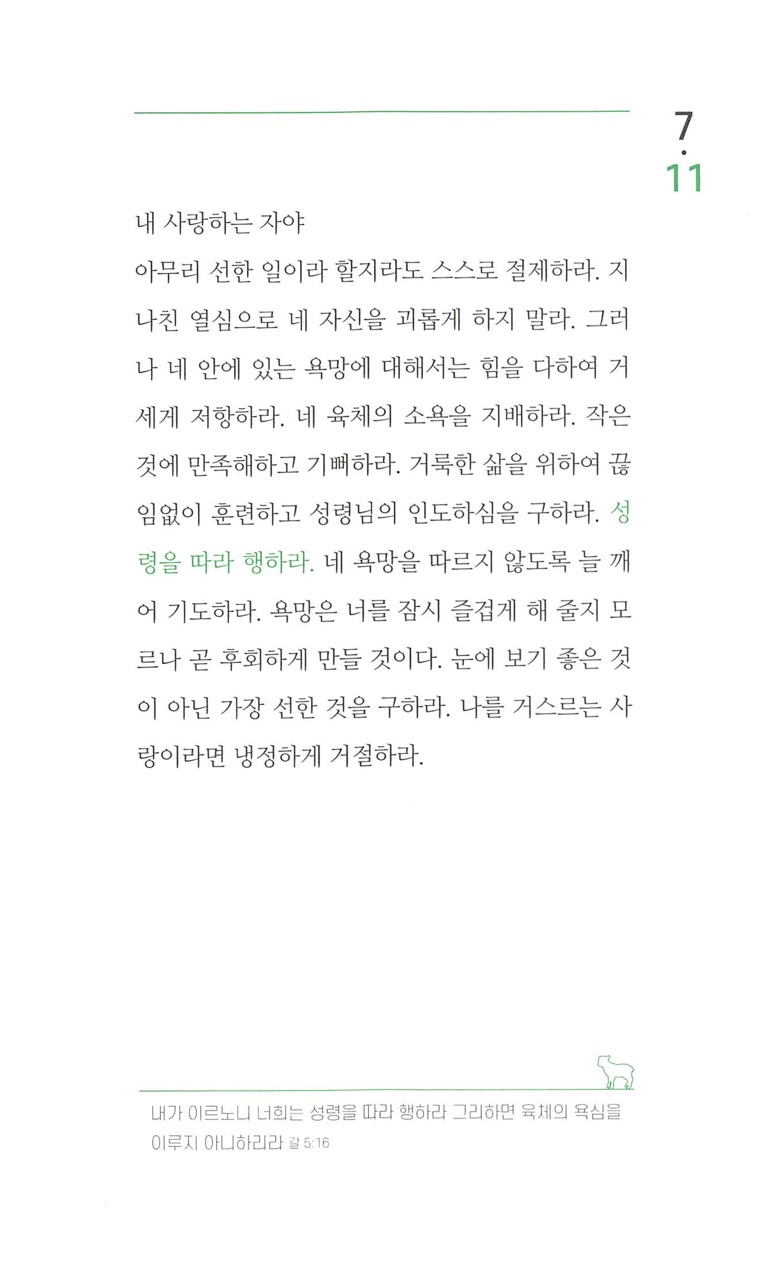 7
·
11
내 사랑하는 자야
아무리 선한 일이라 할지라도 스스로 절제하라. 지
나친 열심으로 네 자신을 괴롭게 하지 말라. 그러
나 네 안에 있는 욕망에 대해서는 힘을 다하여 거
세게 저항하라. 네 육체의 소욕을 지배하라. 작은
것에 만족해하고 기뻐하라. 거룩한 삶을 위하여 끊
임없이 훈련하고 성령님의 인도하심을 구하라. 성
령을 따라 행하라. 네 욕망을 따르지 않도록 늘 깨
어 기도하라. 욕망은 너를 잠시 즐겁게 해 줄지 모
르나 곧 후회하게 만들 것이다. 눈에 보기 좋은 것
이 아닌 가장 선한 것을 구하라. 나를 거스르는 사
랑이라면 냉정하게 거절하라.
내가 이르노니 너희는 성령을 따라 행하라 그리하면 육체의 욕심을
이루지 아니하리라 갈 5:16